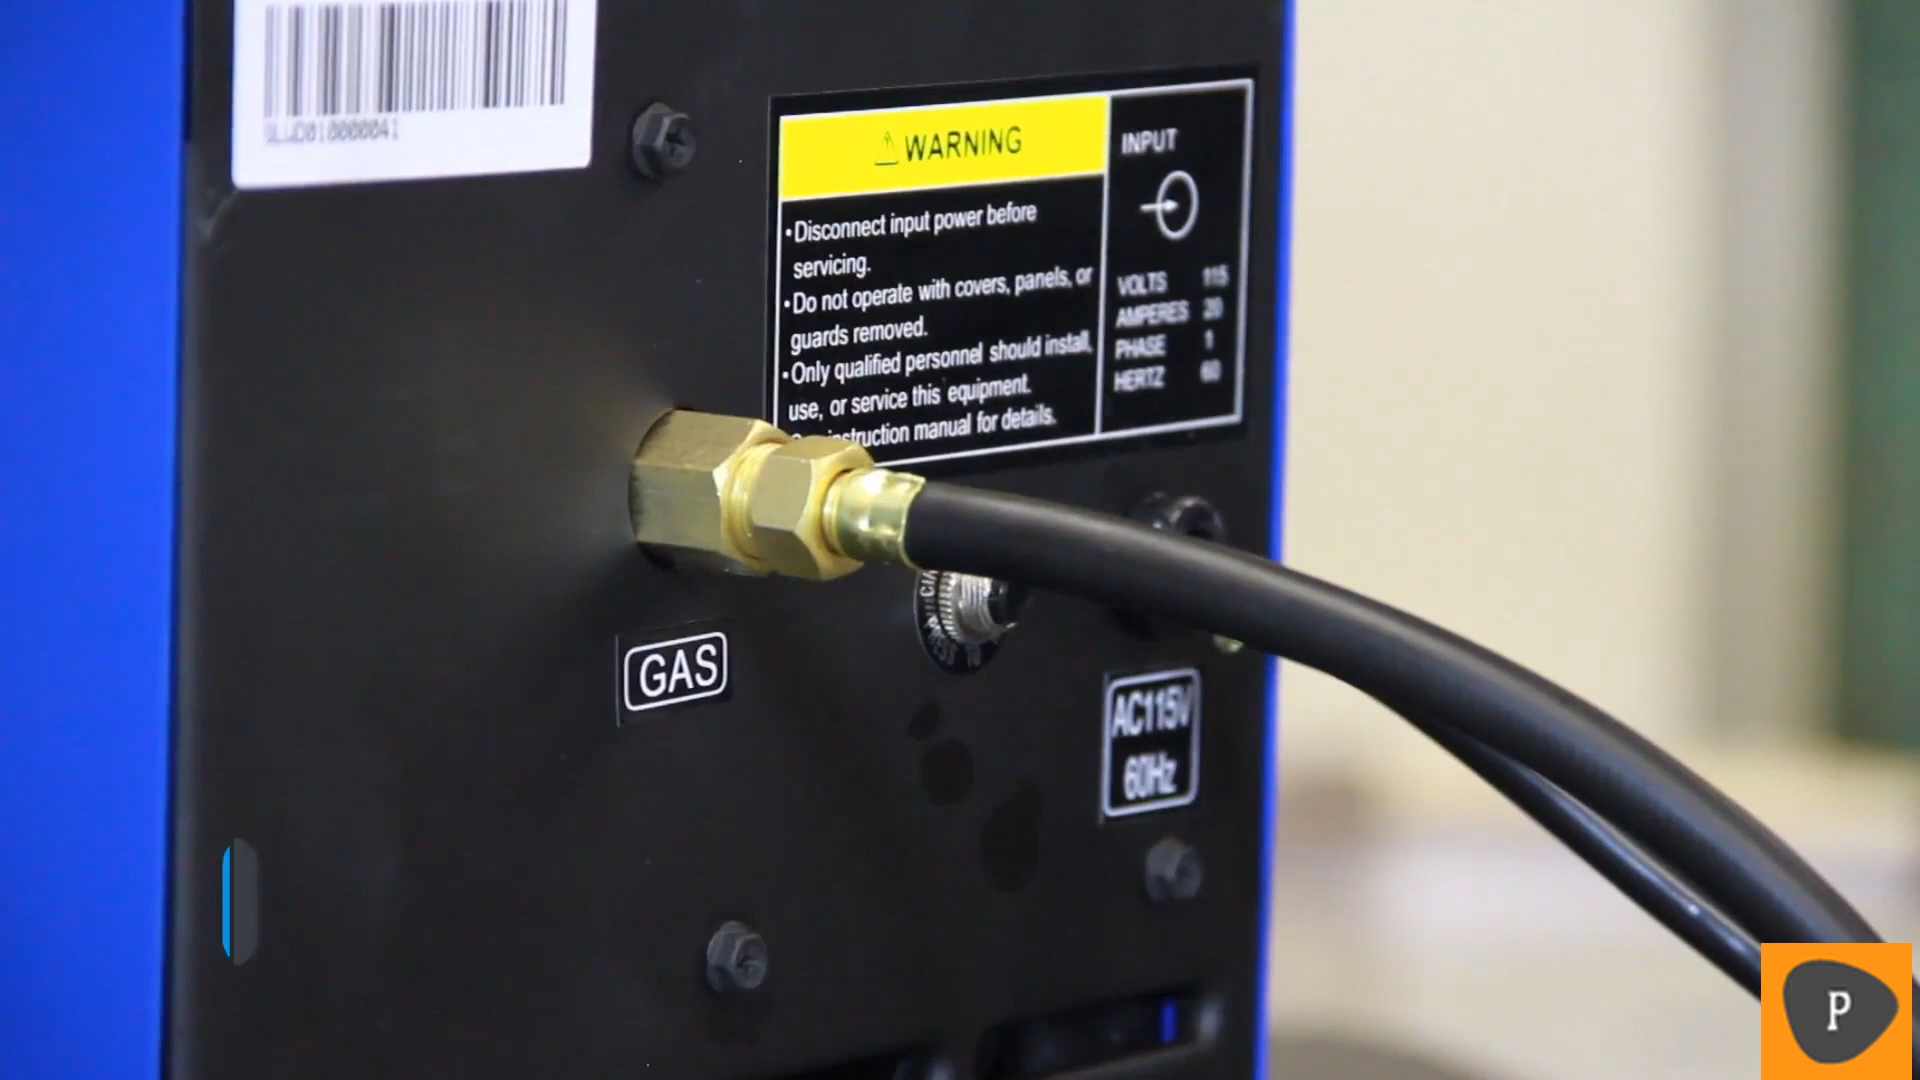 WARNING
• Disconnect input power before
servicing.
• Do not operate with covers, panels, or
guards removed.
• Only qualified personnel should install,
use, or service this equipment.
instruction manual for details.
INPUT
VOLTS 115
AMPERES 20
PHASE 1
HERTZ 60
GAS
AC115V
60Hz
P